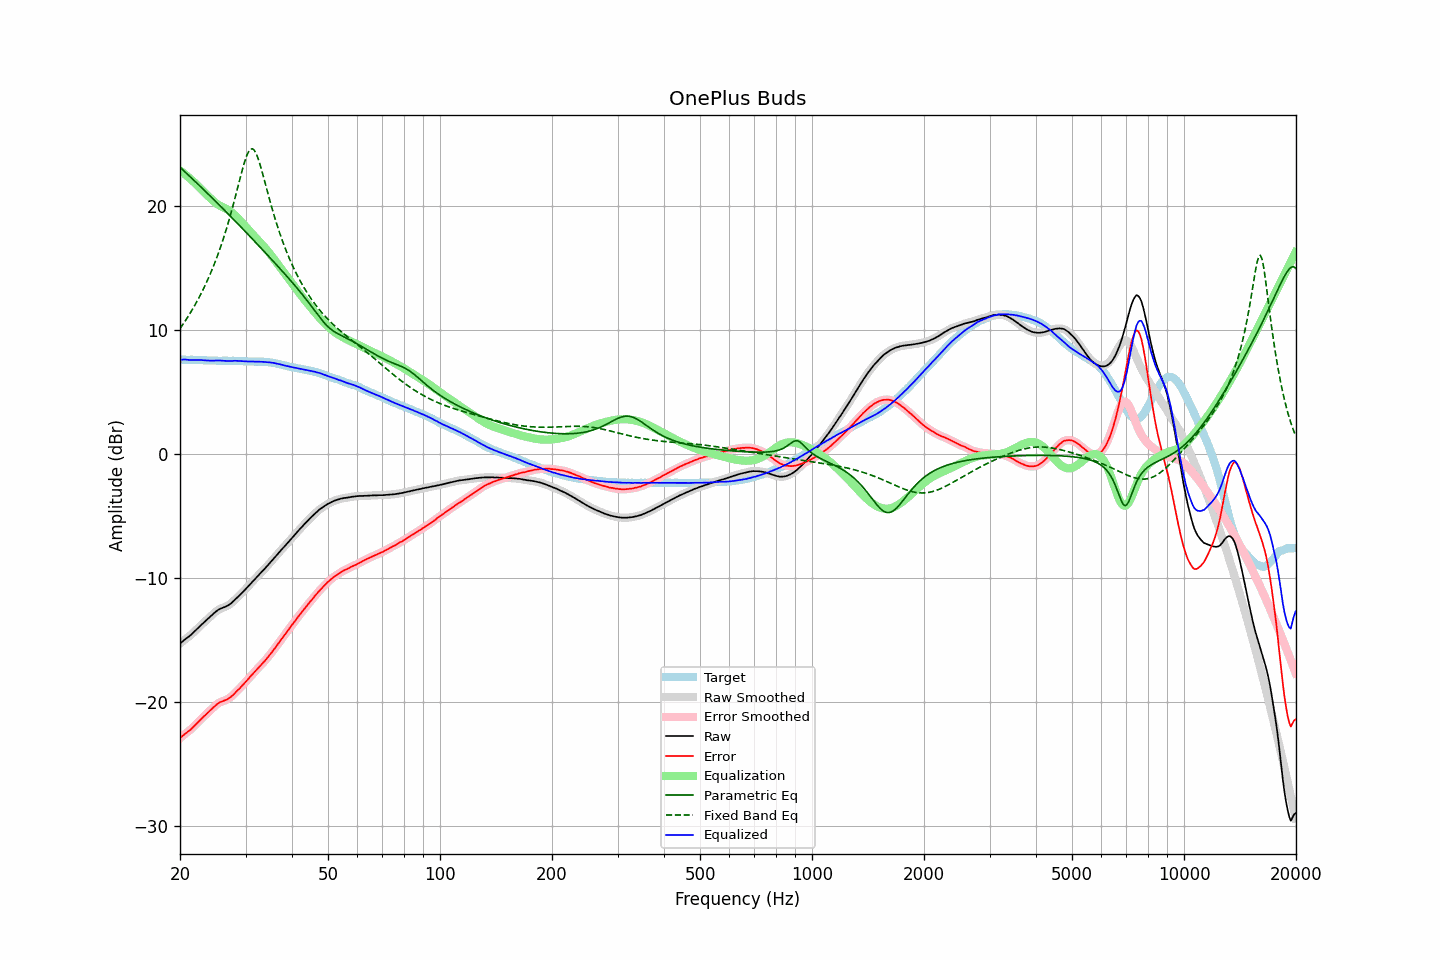 OnePlus Buds
Amplitude (dBr)
20
10
0
−10
−20
−30
Target
Raw Smoothed
Error Smoothed
Raw
Error
Equalization
Parametric Eq
Fixed Band Eq
Equalized
20 50 100 200 500 1000 2000 5000 10000 20000
Frequency (Hz)